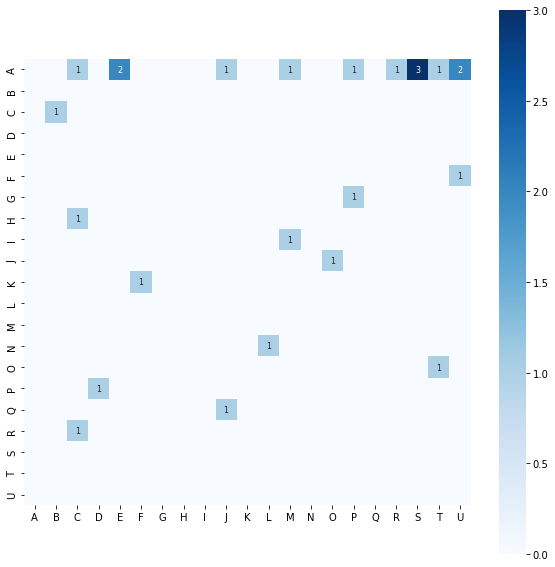 3.0
A 1 2 1 1 1 1 3 1 2
B
C 1
2.5
D
E
F 1
G 1
2.0
H 1
I 1
J 1
1.5
K 1
L
M
N 1
1.0
O 1
P 1
Q 1
R 1
0.5
S
T
U
A B C D E F G H I J K L M N O P Q R S T U
0.0